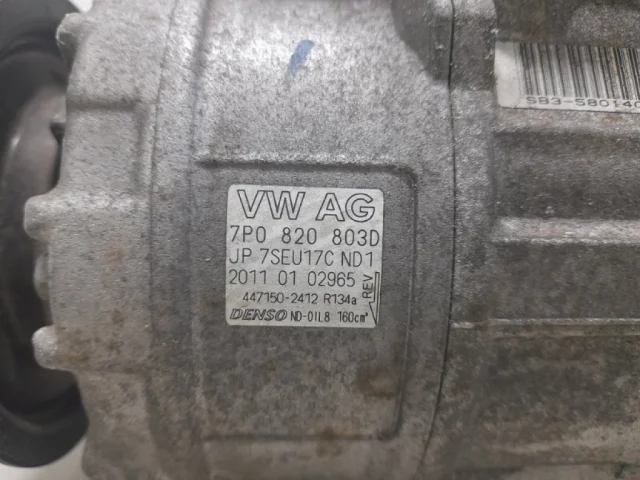 S83-580140
VW AG
7P0 820 803D
JP 7SEU17C ND1
2011 01 02965
REV
447150-2412 R134a
DENSO ND-OIL8 160cm³